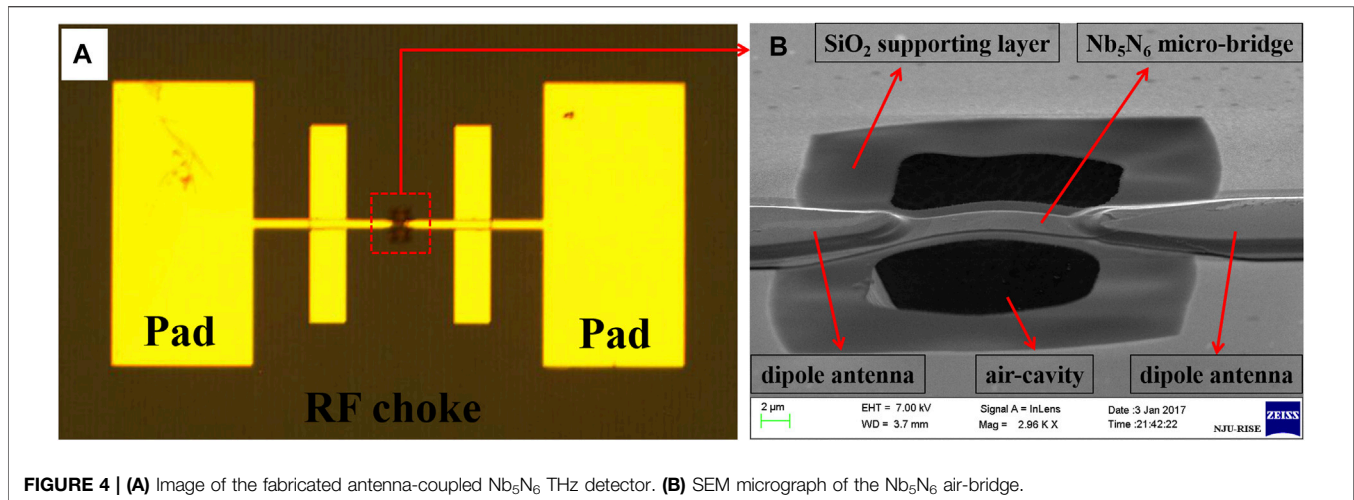 A
Pad
Pad
RF choke
B
SiO₂ supporting layer
Nb₅N₆ micro-bridge
dipole antenna
air-cavity
dipole antenna
2 µm
EHT = 7.00 kV
WD = 3.7 mm
Signal A = InLens
Mag = 2.96 K X
Date :3 Jan 2017
Time :21:42:22
NJU-RISE
ZEISS
FIGURE 4 | (A) Image of the fabricated antenna-coupled Nb₅N₆ THz detector. (B) SEM micrograph of the Nb₅N₆ air-bridge.